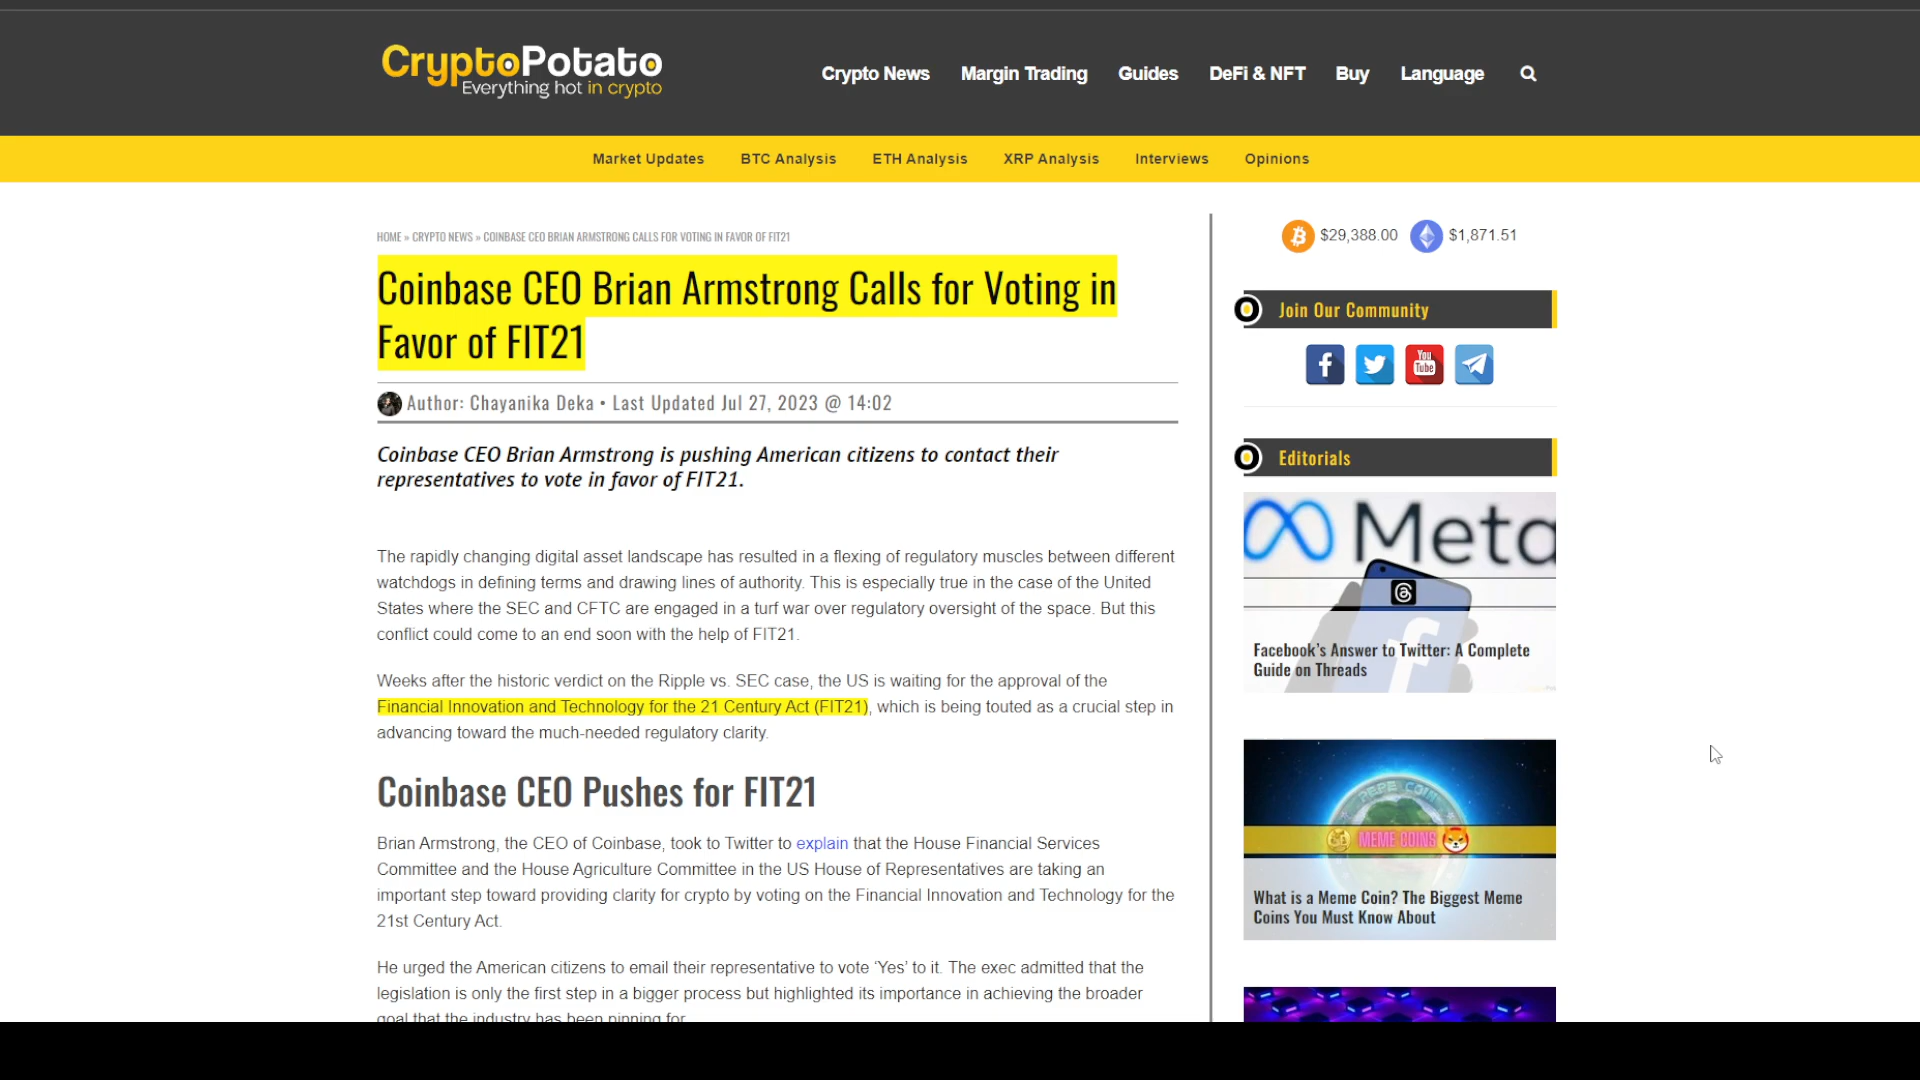 CryptoPotato
Everything hot in crypto
Crypto News Margin Trading Guides DeFi & NFT Buy Language
Market Updates BTC Analysis ETH Analysis XRP Analysis Interviews Opinions
HOME » CRYPTO NEWS » COINBASE CEO BRIAN ARMSTRONG CALLS FOR VOTING IN FAVOR OF FIT21
Coinbase CEO Brian Armstrong Calls for Voting in
Favor of FIT21
Author: Chayanika Deka • Last Updated Jul 27, 2023 @ 14:02
Coinbase CEO Brian Armstrong is pushing American citizens to contact their
representatives to vote in favor of FIT21.
The rapidly changing digital asset landscape has resulted in a flexing of regulatory muscles between different
watchdogs in defining terms and drawing lines of authority. This is especially true in the case of the United
States where the SEC and CFTC are engaged in a turf war over regulatory oversight of the space. But this
conflict could come to an end soon with the help of FIT21.
Weeks after the historic verdict on the Ripple vs. SEC case, the US is waiting for the approval of the
Financial Innovation and Technology for the 21 Century Act (FIT21), which is being touted as a crucial step in
advancing toward the much-needed regulatory clarity.
Coinbase CEO Pushes for FIT21
Brian Armstrong, the CEO of Coinbase, took to Twitter to explain that the House Financial Services
Committee and the House Agriculture Committee in the US House of Representatives are taking an
important step toward providing clarity for crypto by voting on the Financial Innovation and Technology for the
21st Century Act.
He urged the American citizens to email their representative to vote ‘Yes’ to it. The exec admitted that the
legislation is only the first step in a bigger process but highlighted its importance in achieving the broader
goal that the industry has been pinning for.
$29,388.00 $1,871.51
Join Our Community
You
Tube
Editorials
Meta
Facebook’s Answer to Twitter: A Complete
Guide on Threads
PEPE COIN
MEME COINS
What is a Meme Coin? The Biggest Meme
Coins You Must Know About